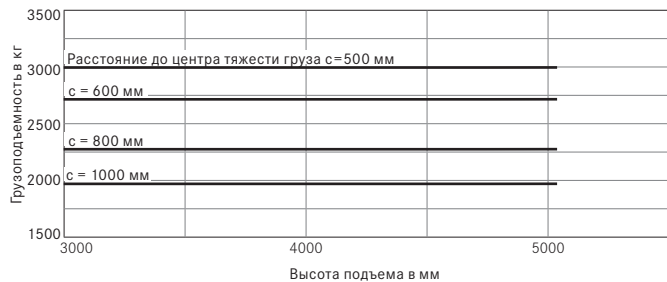 3500
Расстояние до центра тяжести груза с=500 мм
3000
с = 600 мм
2500
с = 800 мм
с = 1000 мм
2000
1500
Грузоподъемность в кг
3000 4000 5000
Высота подъема в мм